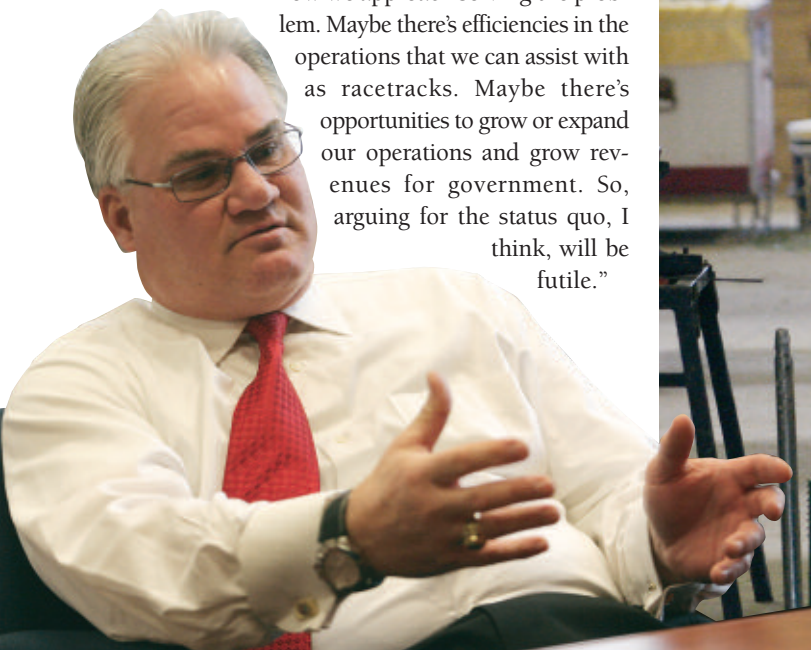 lem. Maybe there's efficiencies in the
operations that we can assist with
as racetracks. Maybe there's
opportunities to grow or expand
our operations and grow rev-
enues for government. So,
arguing for the status quo, I
think, will be
futile."